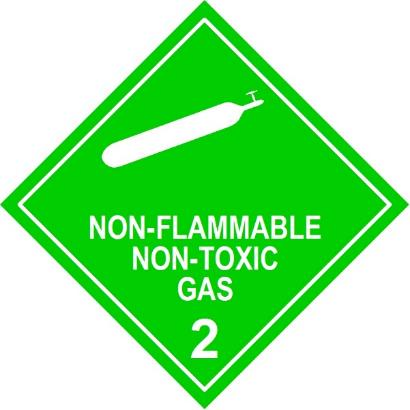 NON-FLAMMABLE
NON-TOXIC
GAS
2